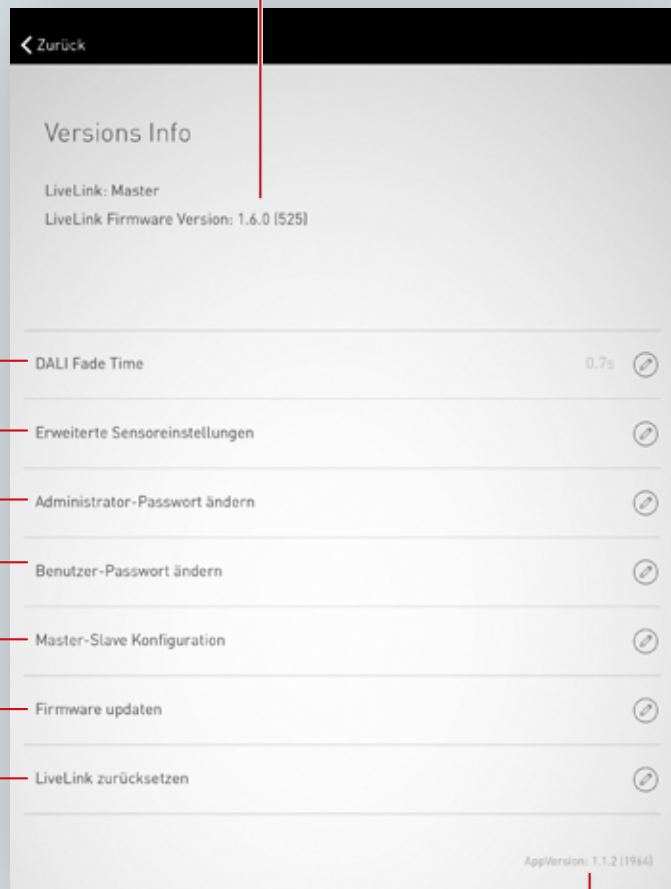 Zurück
Versions Info
LiveLink: Master
LiveLink Firmware Version: 1.6.0 (525)
DALI Fade Time 0.7s
Erweiterte Sensoreinstellungen
Administrator-Passwort ändern
Benutzer-Passwort ändern
Master-Slave Konfiguration
Firmware updaten
LiveLink zurücksetzen
AppVersion: 1.1.2 (1964)